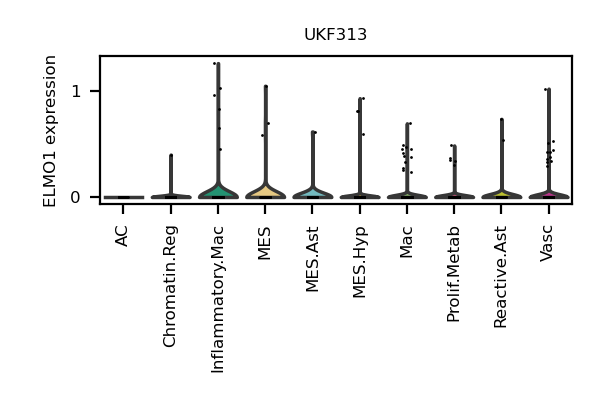 UKF313
ELMO1 expression
1
0
AC
Chromatin.Reg
Inflammatory.Mac
MES
MES.Ast
MES.Hyp
Mac
Prolif.Metab
Reactive.Ast
Vasc